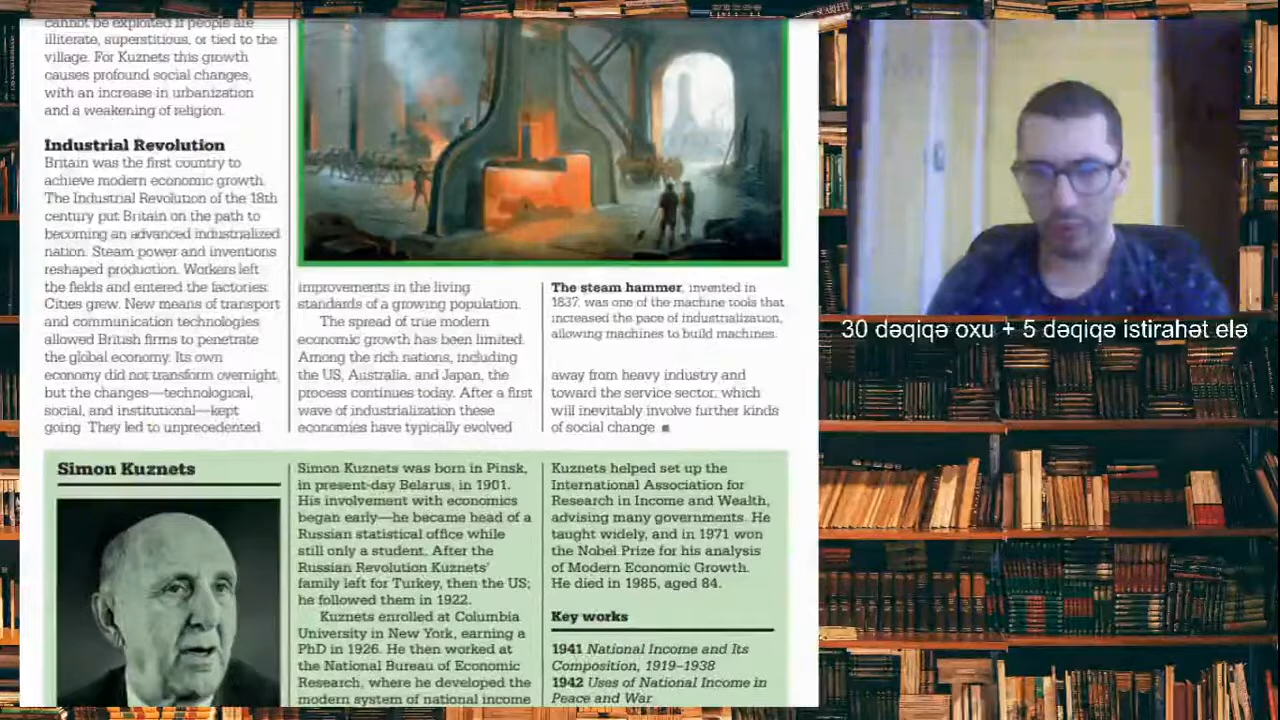 cannot be exploited if people are
illiterate, superstitious, or tied to the
village. For Kuznets this growth
causes profound social changes,
with an increase in urbanization
and a weakening of religion.
Industrial Revolution
Britain was the first country to
achieve modern economic growth.
The Industrial Revolution of the 18th
century put Britain on the path to
becoming an advanced industrialized
nation. Steam power and inventions
reshaped production. Workers left
the fields and entered the factories.
Cities grew. New means of transport
and communication technologies
allowed British firms to penetrate
the global economy. Its own
economy did not transform overnight,
but the changes—technological,
social, and institutional—kept
going. They led to unprecedented
improvements in the living
standards of a growing population.
The spread of true modern
economic growth has been limited.
Among the rich nations, including
the US, Australia, and Japan, the
process continues today. After a first
wave of industrialization these
economies have typically evolved
The steam hammer, invented in
1837, was one of the machine tools that
increased the pace of industrialization,
allowing machines to build machines.
away from heavy industry and
toward the service sector, which
will inevitably involve further kinds
of social change ■
Simon Kuznets
Simon Kuznets was born in Pinsk,
in present-day Belarus, in 1901.
His involvement with economics
began early—he became head of a
Russian statistical office while
still only a student. After the
Russian Revolution Kuznets'
family left for Turkey, then the US;
he followed them in 1922.
Kuznets enrolled at Columbia
University in New York, earning a
PhD in 1926. He then worked at
the National Bureau of Economic
Research, where he developed the
modern system of national income
Kuznets helped set up the
International Association for
Research in Income and Wealth,
advising many governments. He
taught widely, and in 1971 won
the Nobel Prize for his analysis
of Modern Economic Growth.
He died in 1985, aged 84.
Key works
1941 National Income and Its
Composition, 1919–1938
1942 Uses of National Income in
Peace and War
30 dəqiqə oxu + 5 dəqiqə istirahət elə